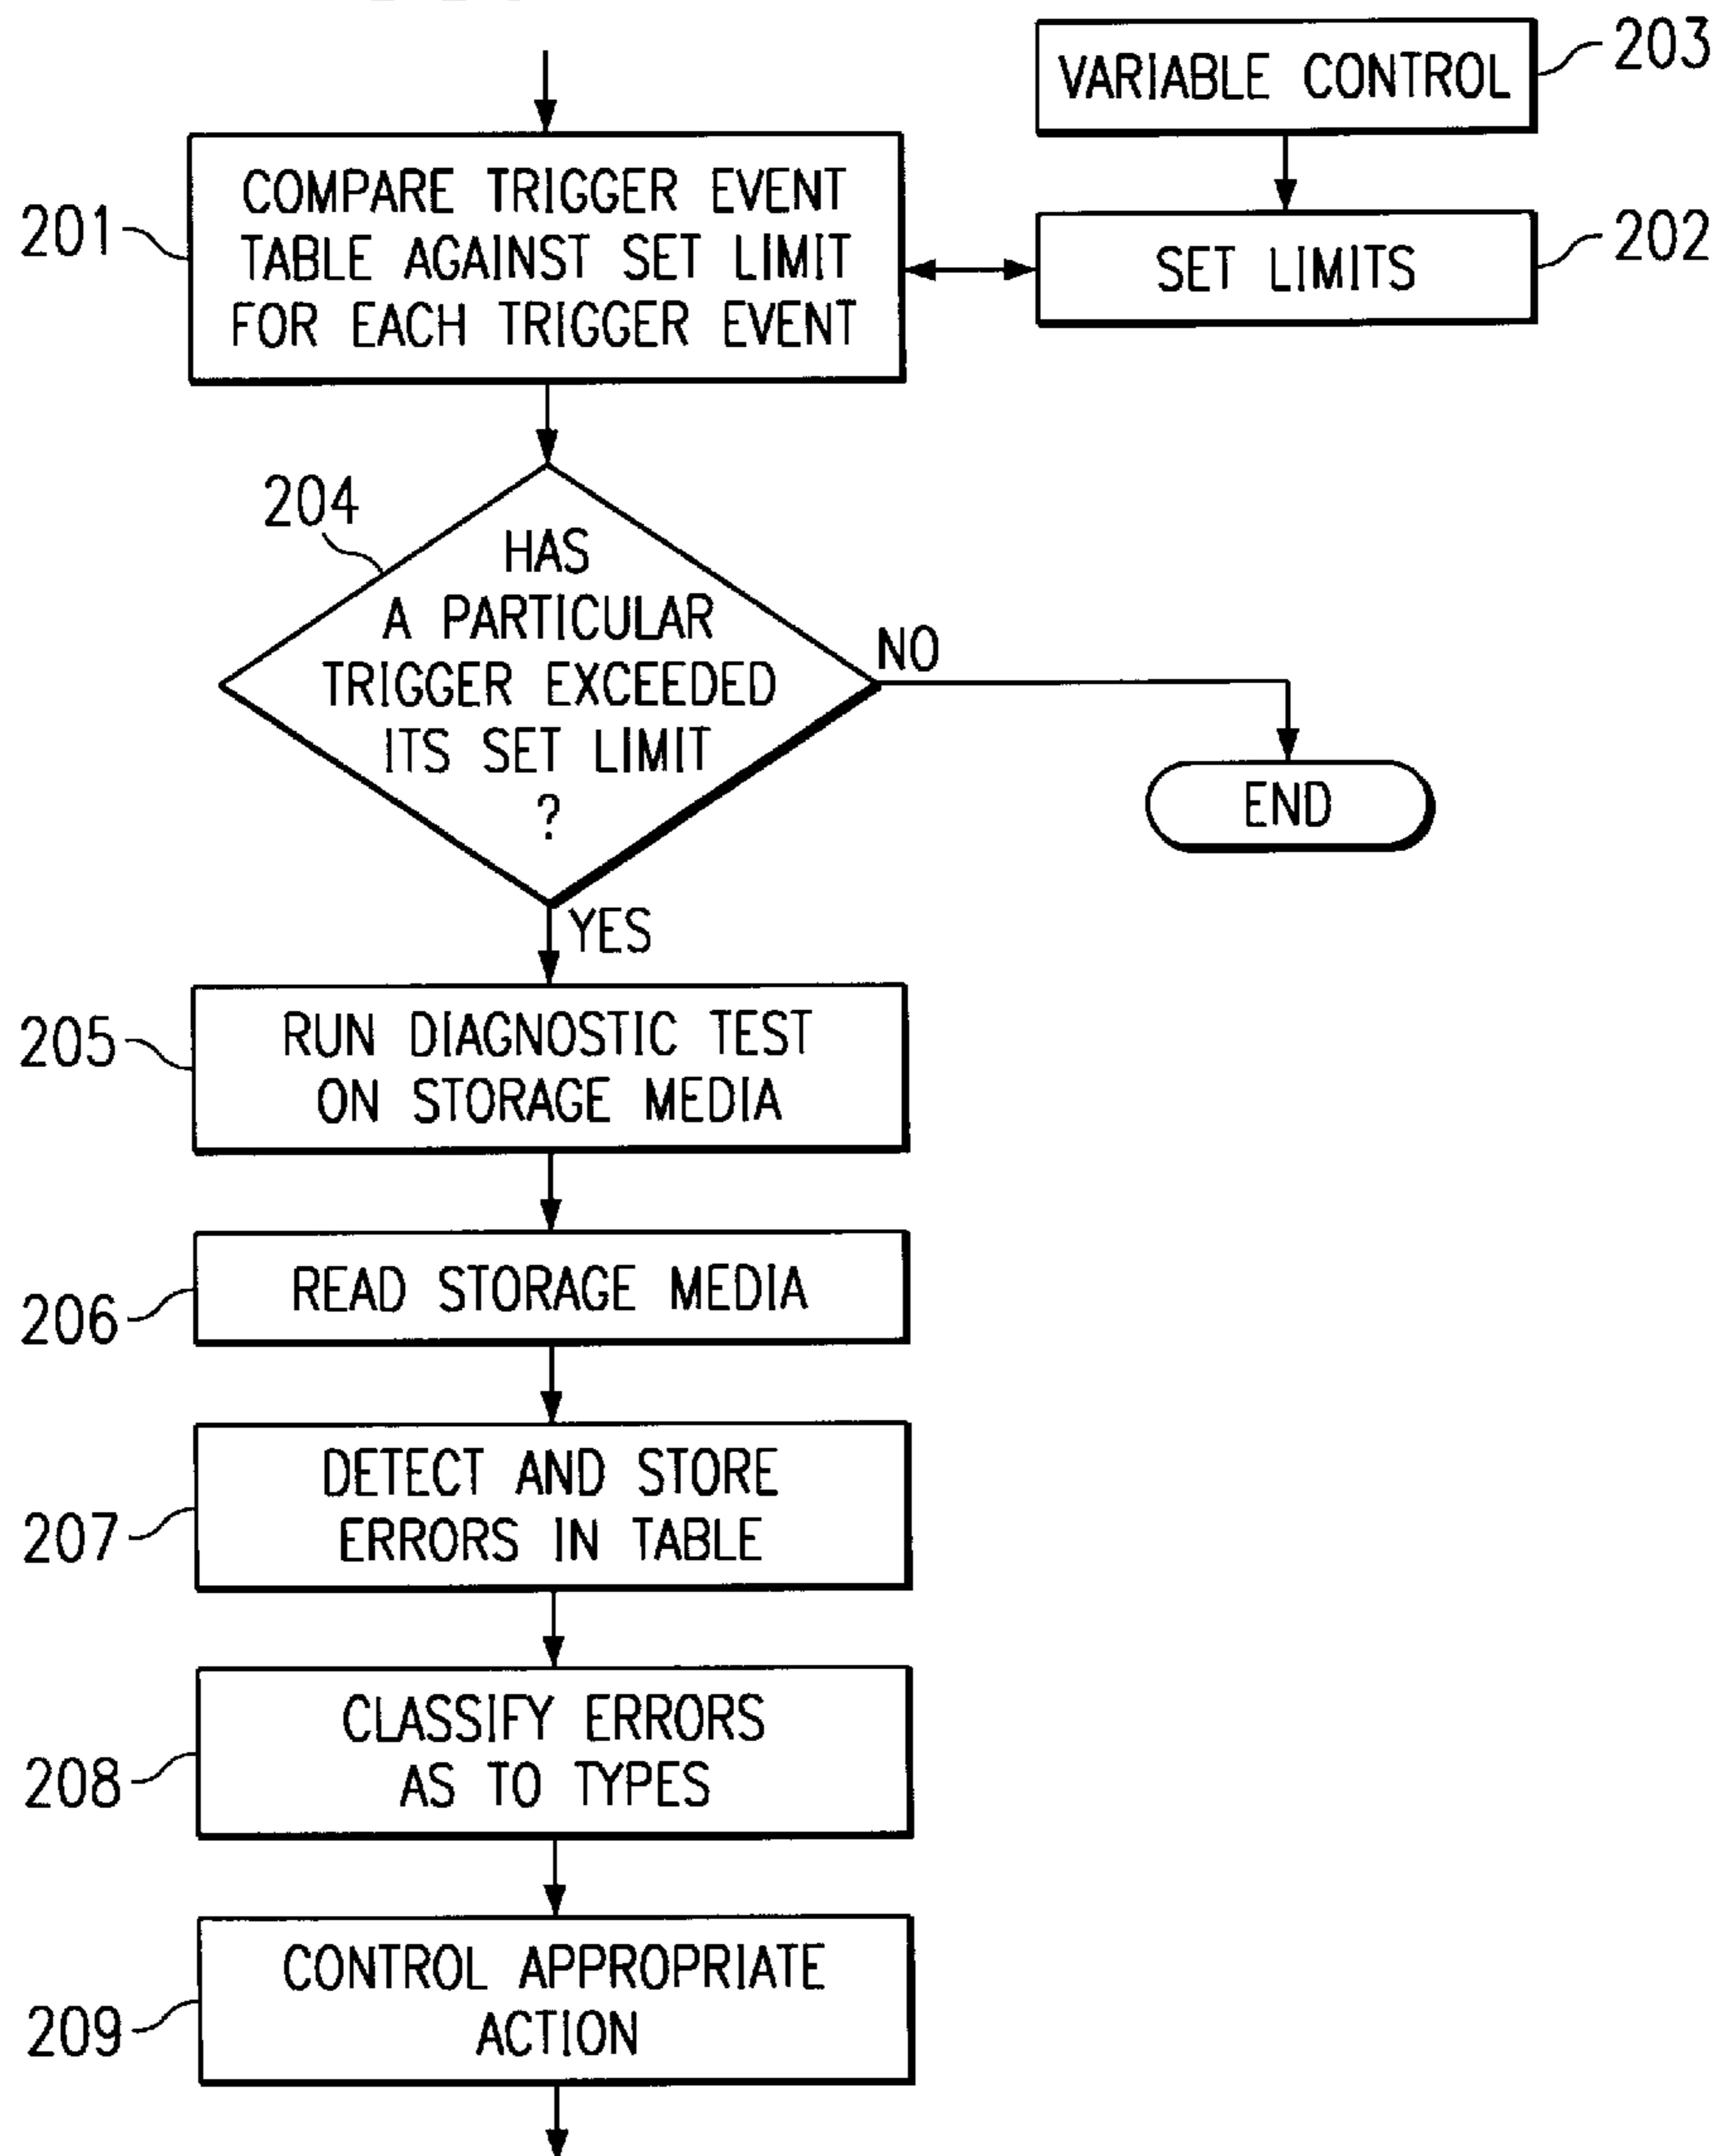 VARIABLE CONTROL
203
COMPARE TRIGGER EVENT
TABLE AGAINST SET LIMIT
FOR EACH TRIGGER EVENT
201
SET LIMITS
202
204
HAS
A PARTICULAR
TRIGGER EXCEEDED
ITS SET LIMIT
?
NO
END
YES
205
RUN DIAGNOSTIC TEST
ON STORAGE MEDIA
206
READ STORAGE MEDIA
207
DETECT AND STORE
ERRORS IN TABLE
208
CLASSIFY ERRORS
AS TO TYPES
209
CONTROL APPROPRIATE
ACTION